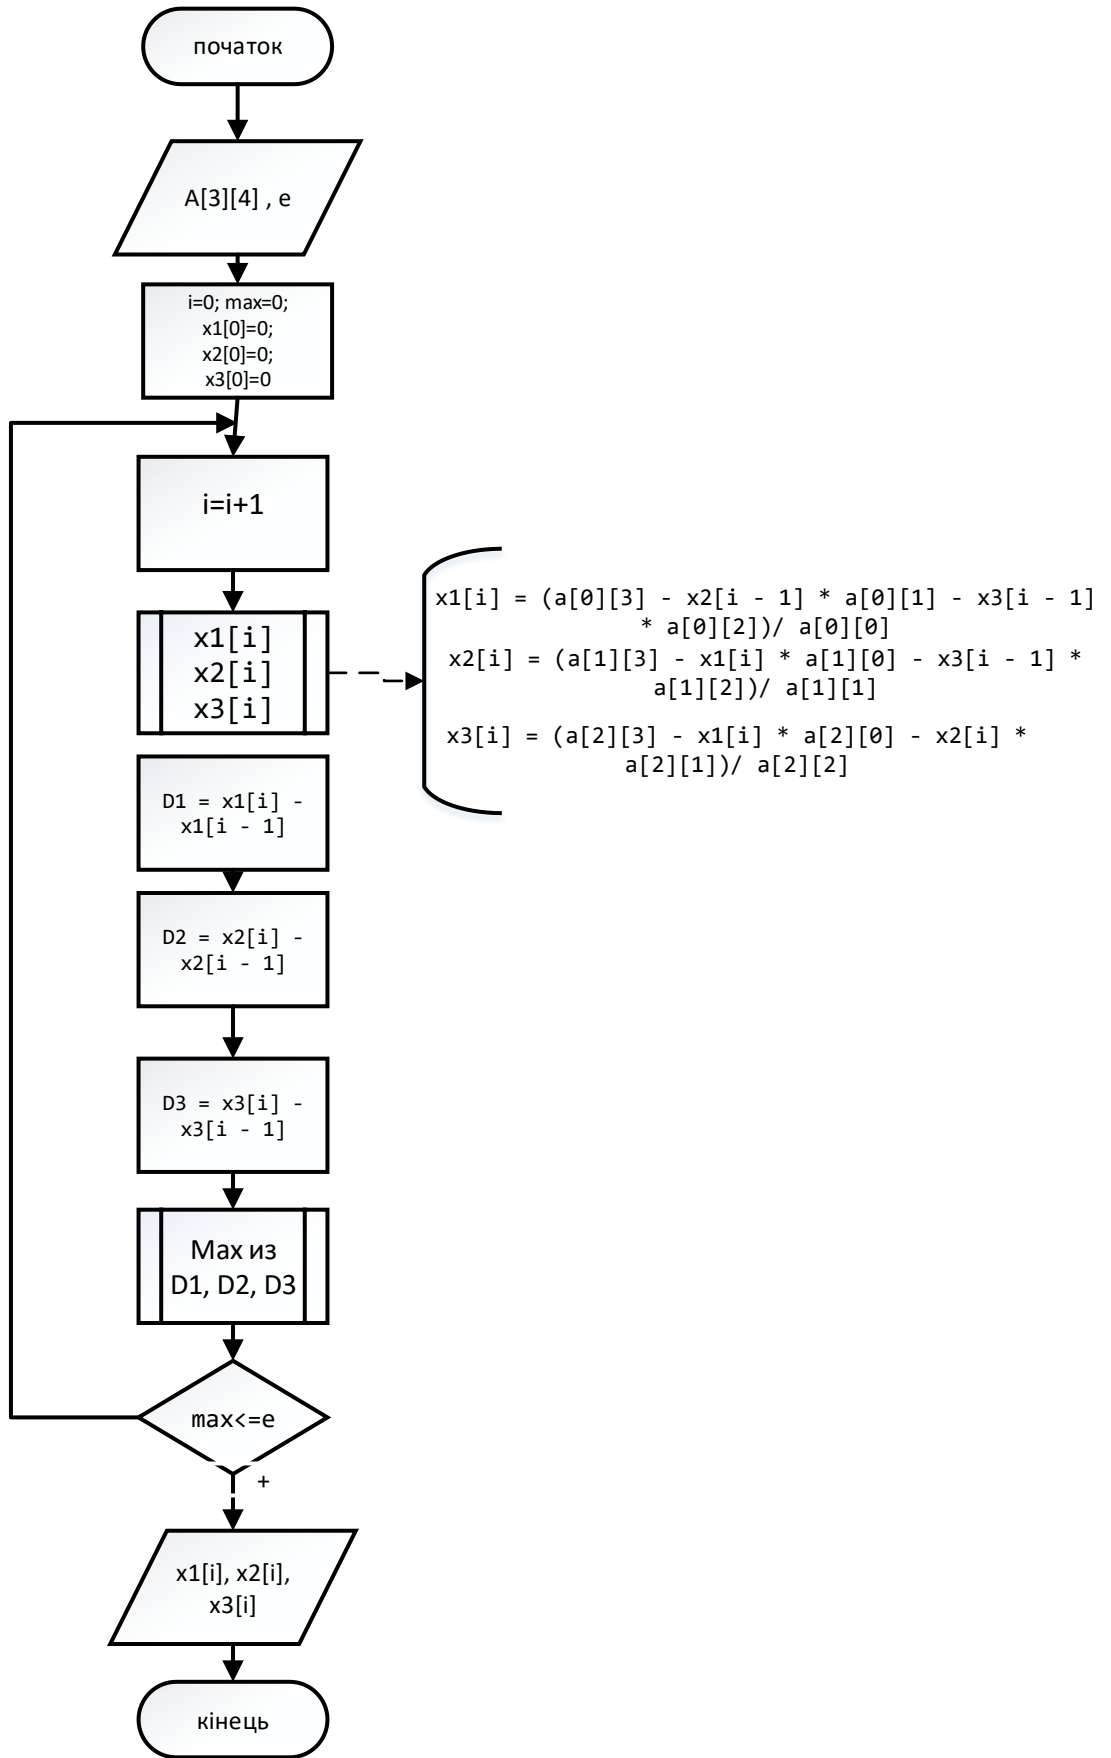 початок
A[3][4] , e
i=0; max=0;
x1[0]=0;
x2[0]=0;
x3[0]=0
i=i+1
x1[i]
x2[i]
x3[i]
x1[i] = (a[0][3] - x2[i - 1] * a[0][1] - x3[i - 1]
* a[0][2])/ a[0][0]
x2[i] = (a[1][3] - x1[i] * a[1][0] - x3[i - 1] *
a[1][2])/ a[1][1]
x3[i] = (a[2][3] - x1[i] * a[2][0] - x2[i] *
a[2][1])/ a[2][2]
D1 = x1[i] -
x1[i - 1]
D2 = x2[i] -
x2[i - 1]
D3 = x3[i] -
x3[i - 1]
Max из
D1, D2, D3
max<=e
+
x1[i], x2[i],
x3[i]
кінець